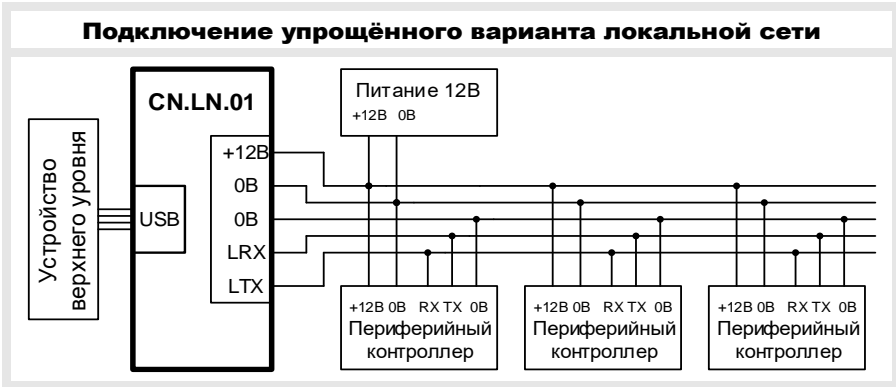 Подключение упрощённого варианта локальной сети
Устройство
верхнего уровня
CN.LN.01
USB
+12В
0В
0В
LRX
LTX
Питание 12В
+12В 0В
+12В 0В RX TX 0В
Периферийный
контроллер
+12В 0В RX TX 0В
Периферийный
контроллер
+12В 0В RX TX 0В
Периферийный
контроллер